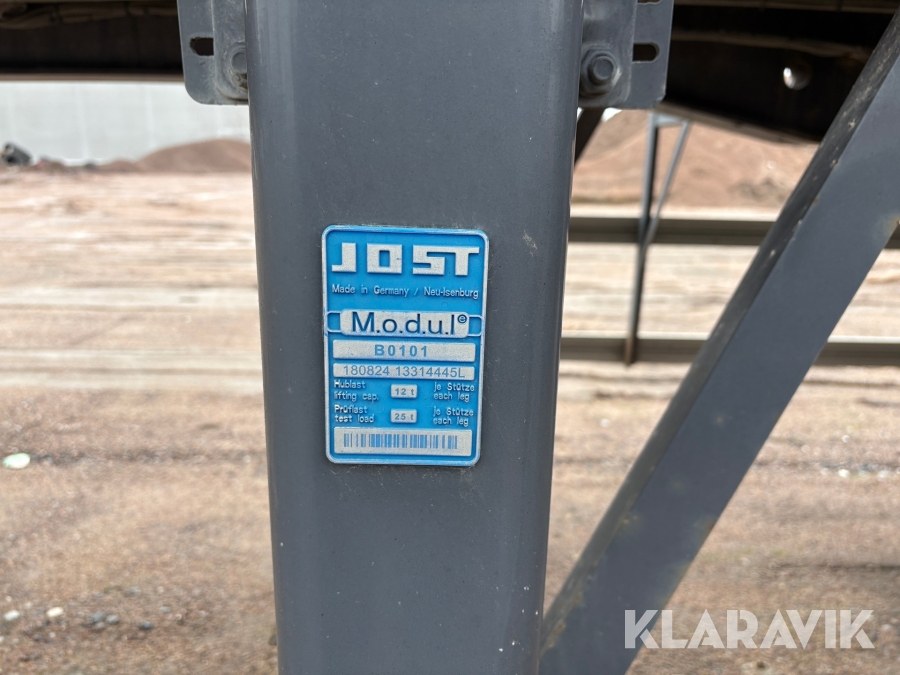 JOST
Made in Germany / Neu-Isenburg
M.o.d.u.l®
B0101
180824 13314445L
Hublast 12 t je Stütze
lifting cap. each leg
Prüflast 25 t je Stütze
test load each leg
KLARAVIK